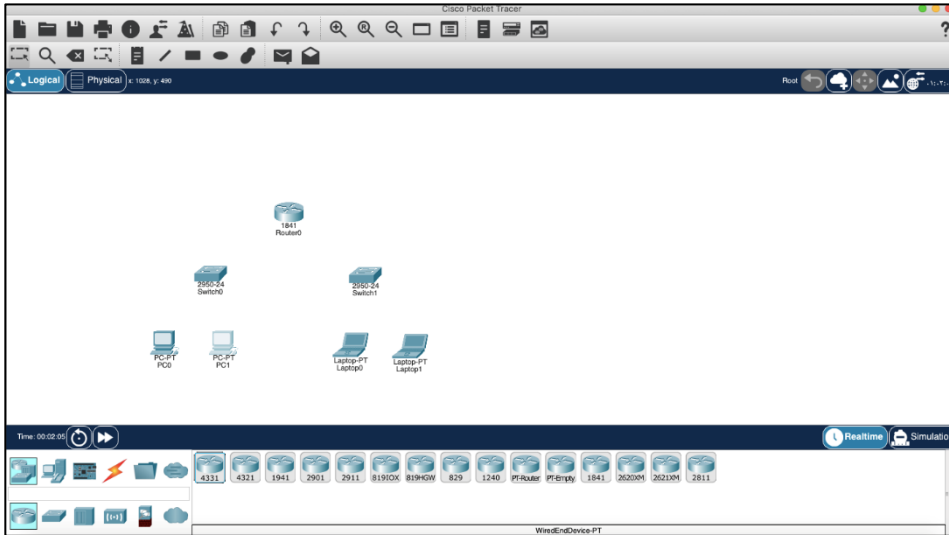 Cisco Packet Tracer
?
Logical
Physical
x: 1028, y: 490
Root
1841
Router0
2950-24
Switch0
2950-24
Switch1
PC-PT
PC0
PC-PT
PC1
Laptop-PT
Laptop0
Laptop-PT
Laptop1
Time: 00:02:05
Realtime
Simulatio
4331
4321
1941
2901
2911
819IOX
819HGW
829
1240
PT-Router
PT-Empty
1841
2620XM
2621XM
2811
WiredEndDevice-PT